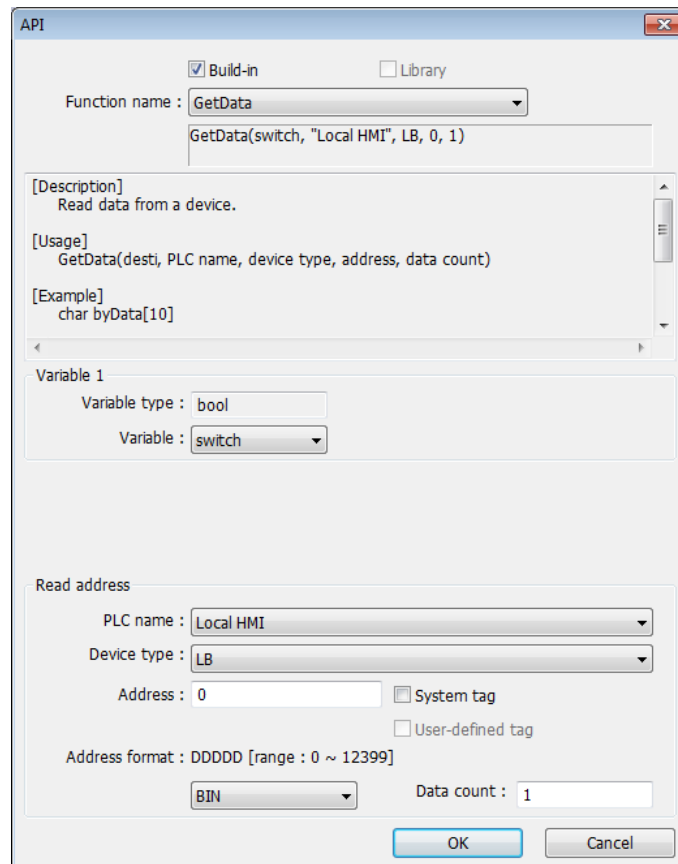 API
Build-in Library
Function name : GetData
GetData(switch, "Local HMI", LB, 0, 1)
[Description]
Read data from a device.
[Usage]
GetData(desti, PLC name, device type, address, data count)
[Example]
char byData[10]
Variable 1
Variable type : bool
Variable : switch
Read address
PLC name : Local HMI
Device type : LB
Address : 0 System tag
User-defined tag
Address format : DDDDD [range : 0 ~ 12399]
BIN Data count : 1
OK Cancel